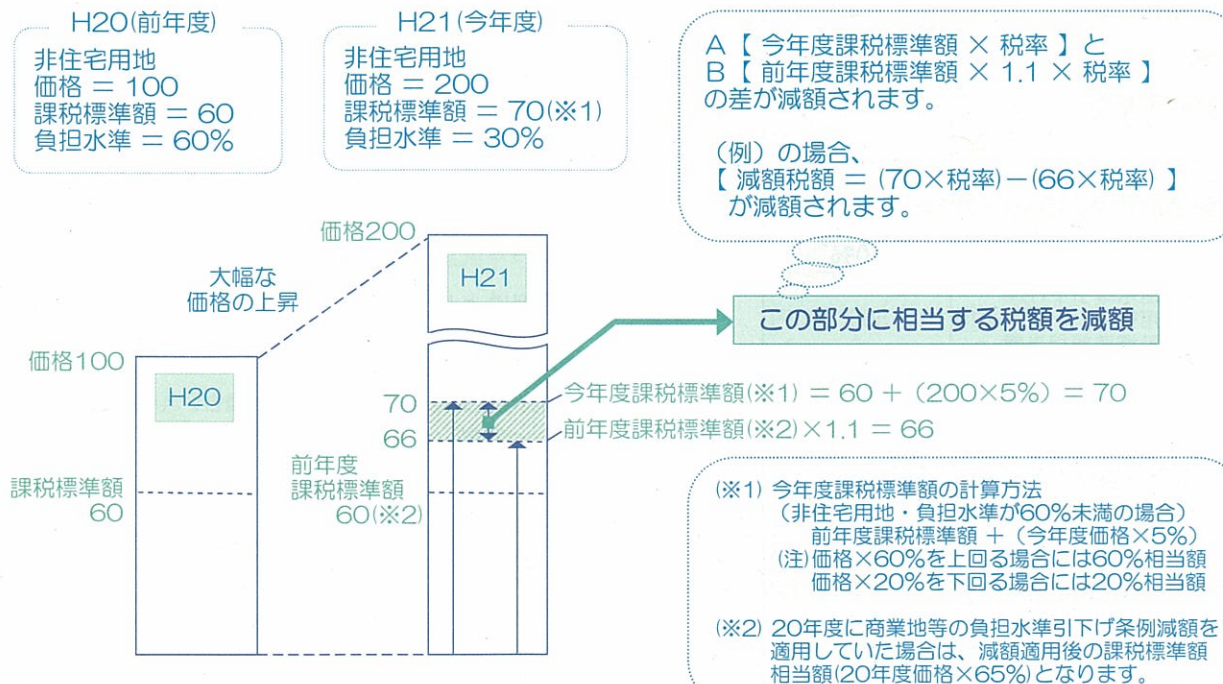 H20(前年度)
非住宅用地
価格 = 100
課税標準額 = 60
負担水準 = 60%
H21(今年度)
非住宅用地
価格 = 200
課税標準額 = 70(※1)
負担水準 = 30%
A【 今年度課税標準額 × 税率 】と
B【 前年度課税標準額 × 1.1 × 税率 】
の差が減額されます。
(例)の場合、
【 減額税額 = (70×税率)-(66×税率) 】
が減額されます。
価格200
大幅な
価格の上昇
H21
この部分に相当する税額を減額
価格100
H20
70
今年度課税標準額(※1) = 60 + (200×5%) = 70
66
前年度課税標準額(※2)×1.1 = 66
課税標準額
60
前年度
課税標準額
60(※2)
(※1) 今年度課税標準額の計算方法
(非住宅用地・負担水準が60%未満の場合)
前年度課税標準額 + (今年度価格×5%)
(注)価格×60%を上回る場合には60%相当額
価格×20%を下回る場合には20%相当額
(※2) 20年度に商業地等の負担水準引下げ条例減額を
適用していた場合は、減額適用後の課税標準額
相当額(20年度価格×65%)となります。